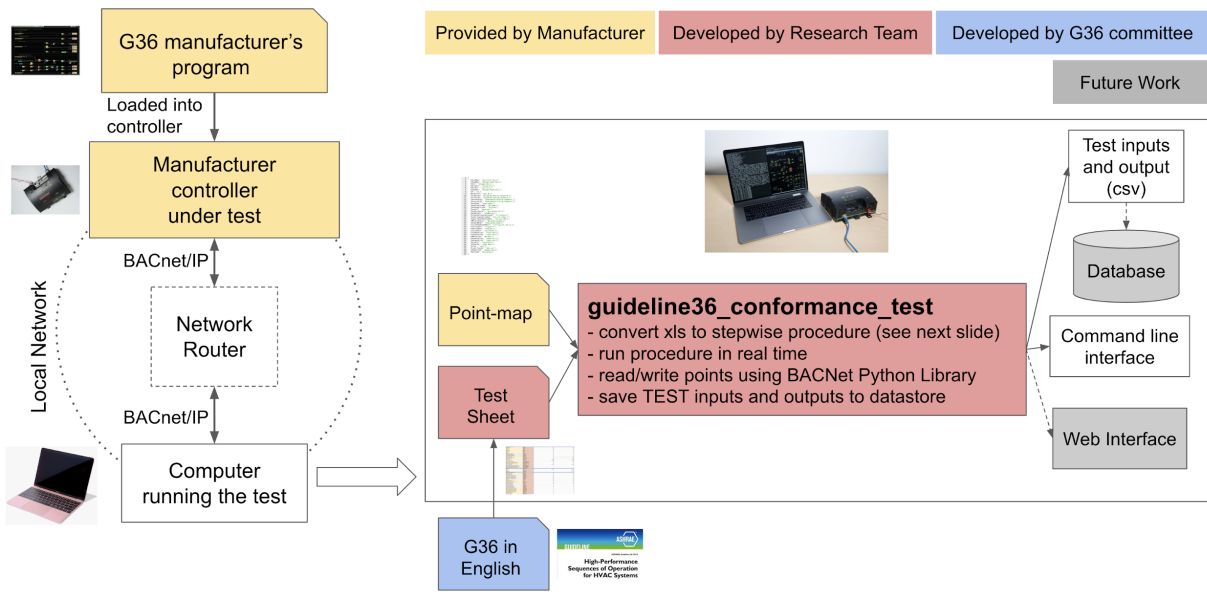 G36 manufacturer's
program
Loaded into
controller
Manufacturer
controller
under test
BACnet/IP
Local Network
Network
Router
BACnet/IP
Computer
running the test
Provided by Manufacturer
Developed by Research Team
Developed by G36 committee
Future Work
Point-map
Test
Sheet
guideline36_conformance_test
- convert xls to stepwise procedure (see next slide)
- run procedure in real time
- read/write points using BACNet Python Library
- save TEST inputs and outputs to datastore
Test inputs
and output
(csv)
Database
Command line
interface
Web Interface
G36 in
English
ASHRAE
GUIDELINE
High-Performance
Sequences of Operation
for HVAC Systems